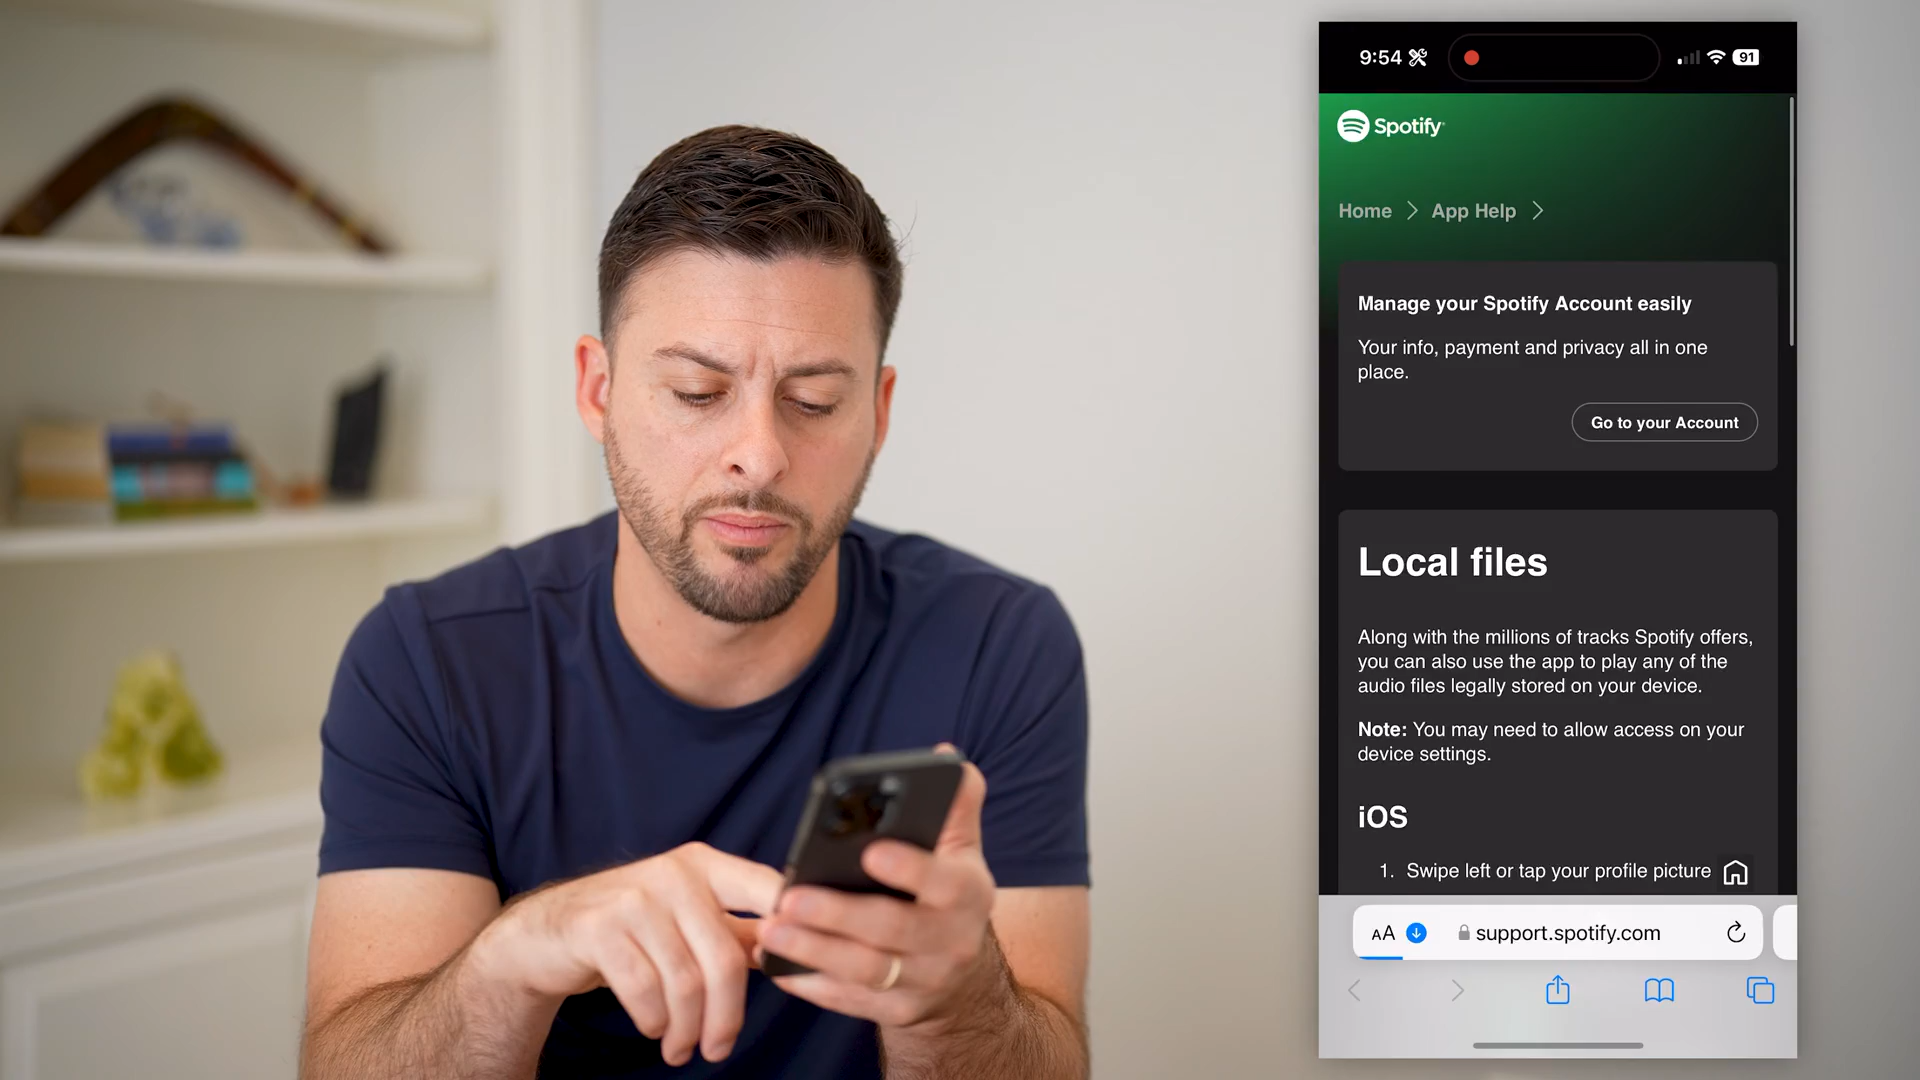 9:54
91
Spotify
Home > App Help >
Manage your Spotify Account easily
Your info, payment and privacy all in one
place.
Go to your Account
Local files
Along with the millions of tracks Spotify offers,
you can also use the app to play any of the
audio files legally stored on your device.
Note: You may need to allow access on your
device settings.
iOS
1. Swipe left or tap your profile picture
AA support.spotify.com